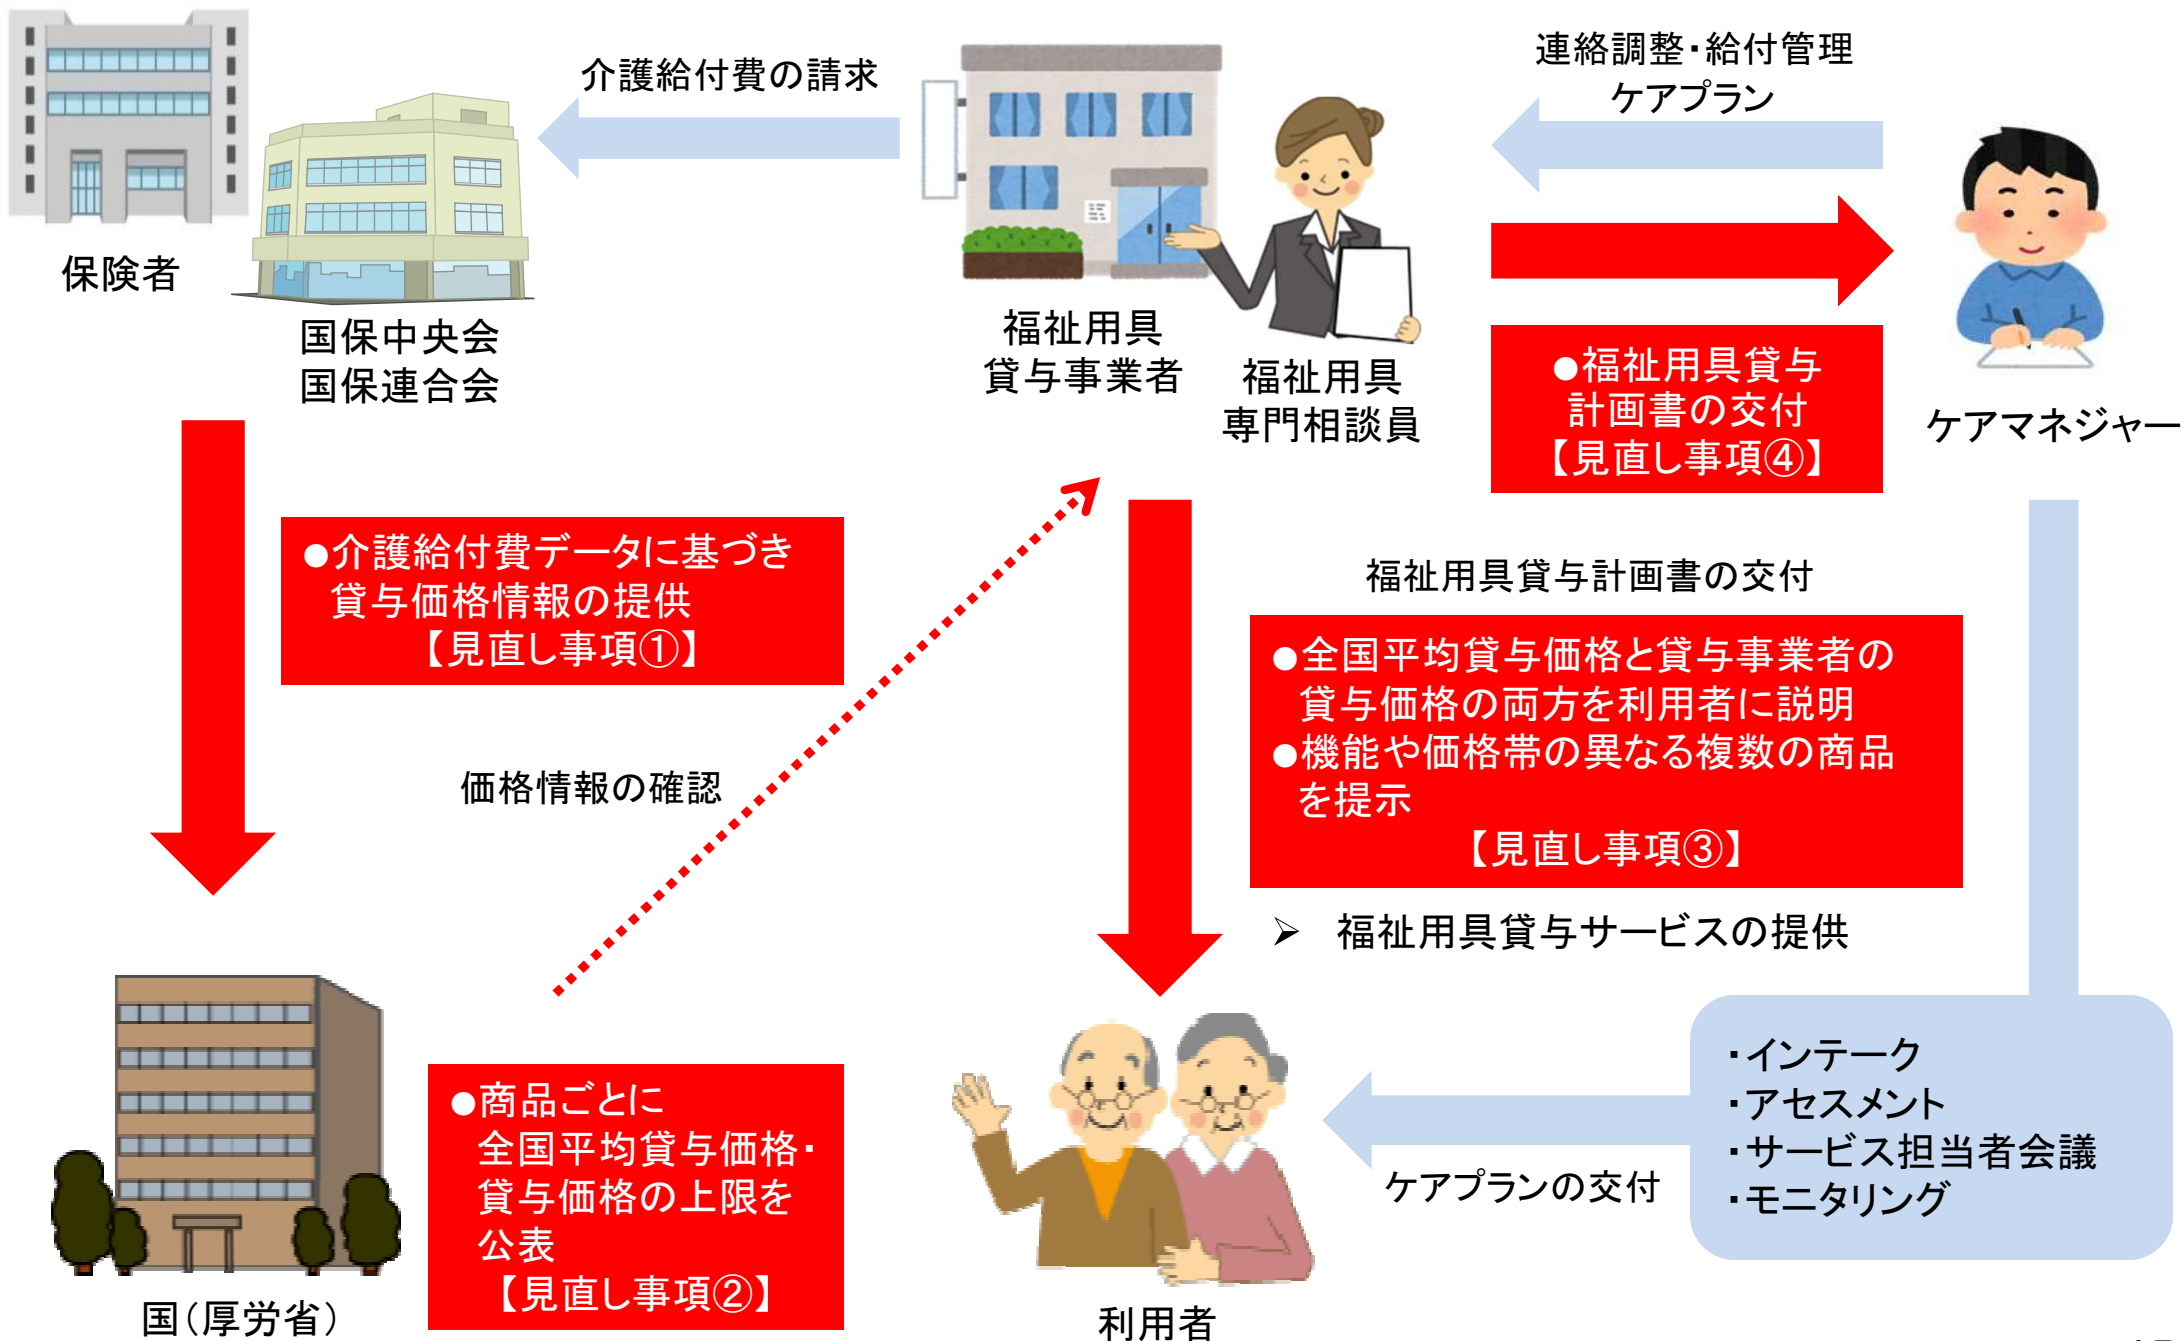 介護給付費の請求
連絡調整・給付管理
ケアプラン
保険者
国保中央会
国保連合会
福祉用具
貸与事業者
福祉用具
専門相談員
●福祉用具貸与
計画書の交付
【見直し事項④】
ケアマネジャー
●介護給付費データに基づき
貸与価格情報の提供
【見直し事項①】
価格情報の確認
福祉用具貸与計画書の交付
●全国平均貸与価格と貸与事業者の
貸与価格の両方を利用者に説明
●機能や価格帯の異なる複数の商品
を提示
【見直し事項③】
➢ 福祉用具貸与サービスの提供
●商品ごとに
全国平均貸与価格・
貸与価格の上限を
公表
【見直し事項②】
国(厚労省)
利用者
ケアプランの交付
・インテーク
・アセスメント
・サービス担当者会議
・モニタリング